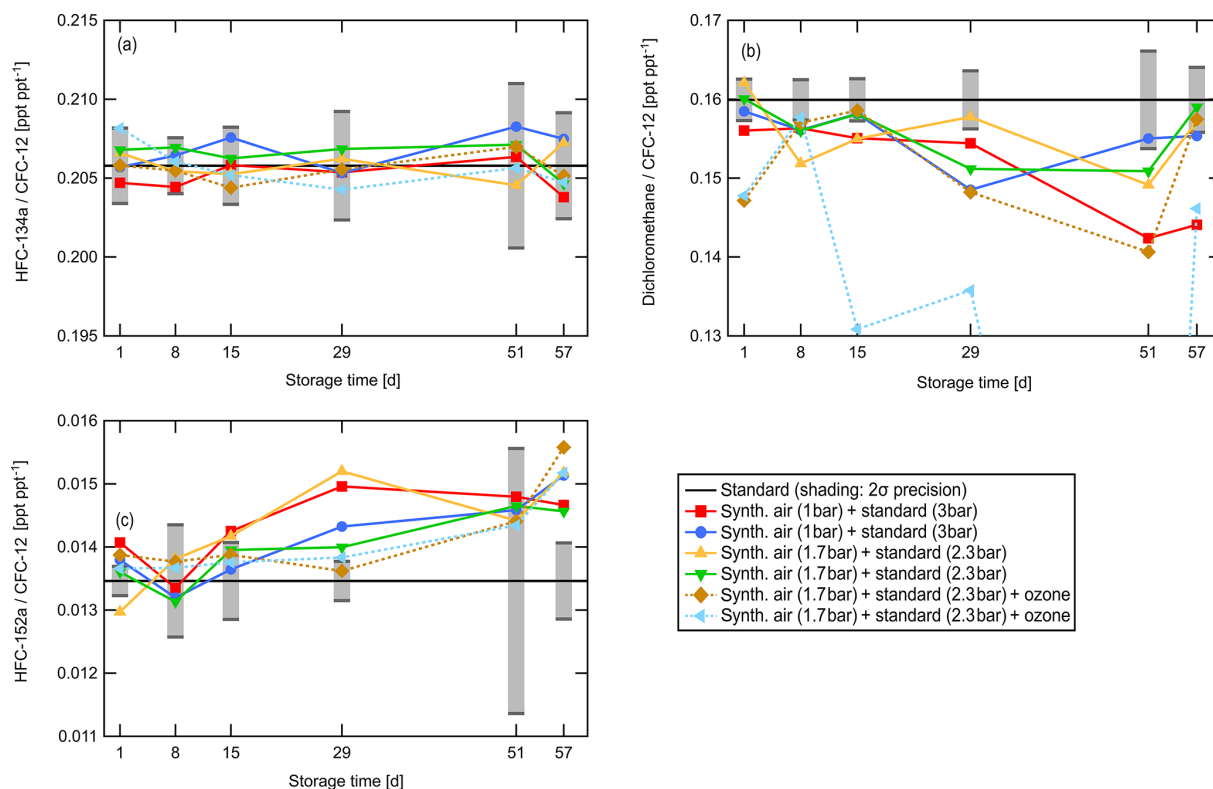 (a)
HFC-134a / CFC-12 [ppt ppt⁻¹]
0.215
0.210
0.205
0.200
0.195
1 8 15 29 51 57
Storage time [d]
(b)
Dichloromethane / CFC-12 [ppt ppt⁻¹]
0.17
0.16
0.15
0.14
0.13
1 8 15 29 51 57
Storage time [d]
(c)
HFC-152a / CFC-12 [ppt ppt⁻¹]
0.016
0.015
0.014
0.013
0.012
0.011
1 8 15 29 51 57
Storage time [d]
Standard (shading: 2σ precision)
Synth. air (1bar) + standard (3bar)
Synth. air (1bar) + standard (3bar)
Synth. air (1.7bar) + standard (2.3bar)
Synth. air (1.7bar) + standard (2.3bar)
Synth. air (1.7bar) + standard (2.3bar) + ozone
Synth. air (1.7bar) + standard (2.3bar) + ozone